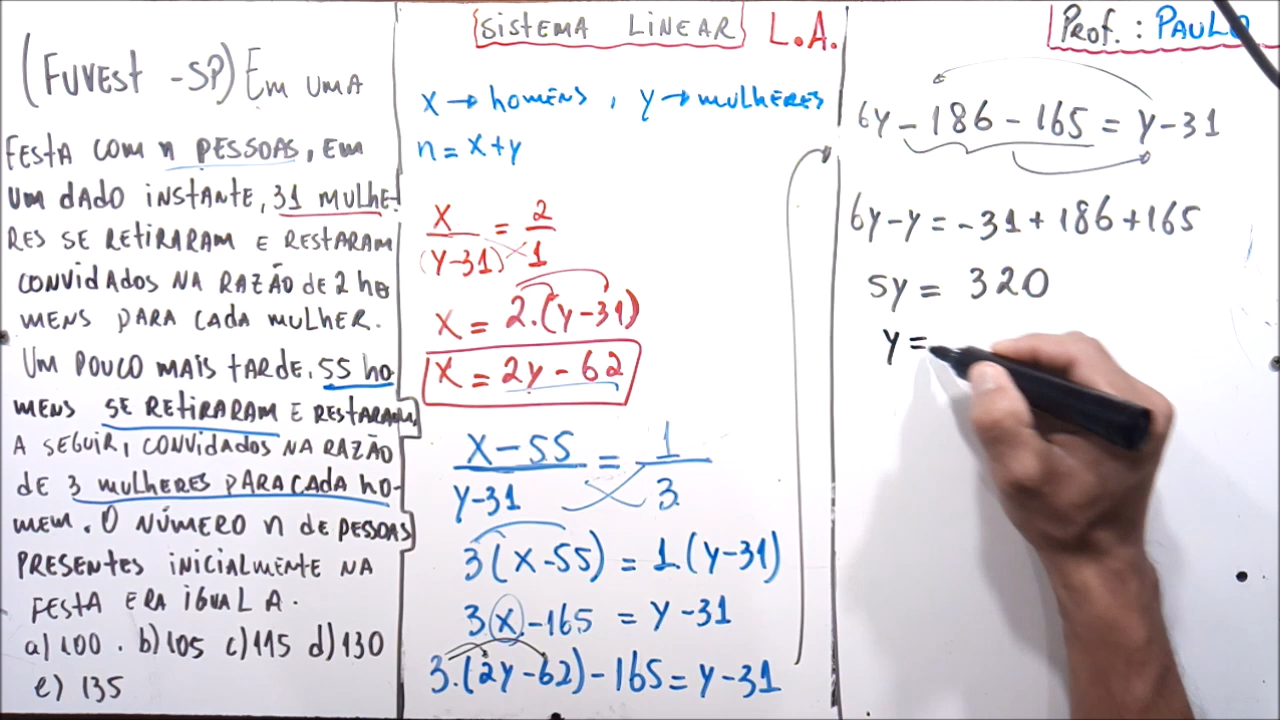 (FUVEST - SP) Em UMA
FESTA COM n PESSOAS, EM
UM DADO INSTANTE, 31 MULHE-
RES SE RETIRARAM E RESTARAM
CONVIDADOS NA RAZÃO de 2 ho
MENS PARA CADA MULHER.
UM POUCO MAIS TARDE, 55 ho
MENS SE RETIRARAM E RESTARAM,
A SEGUIR, CONVIDADOS NA RAZÃO
DE 3 MULHERES PARA CADA HO-
MEM. O NÚMERO n DE PESSOAS
PRESENTES INICIALMENTE NA
FESTA ERA IGUAL A.
a) 100 . b) 105 c) 115 d) 130
e) 135
SISTEMA LINEAR L.A.
X → homENS , Y → mULHERES
n = X+Y
X/(Y-31) = 2/1
X = 2.(Y-31)
X = 2Y - 62
X-55/Y-31 = 1/3
3(X-55) = 1.(Y-31)
3.X-165 = Y-31
3.(2Y-62)-165 = Y-31
Prof. : PAULO
6Y - 186 - 165 = Y-31
6Y-Y = -31 + 186 + 165
5Y = 320
Y =